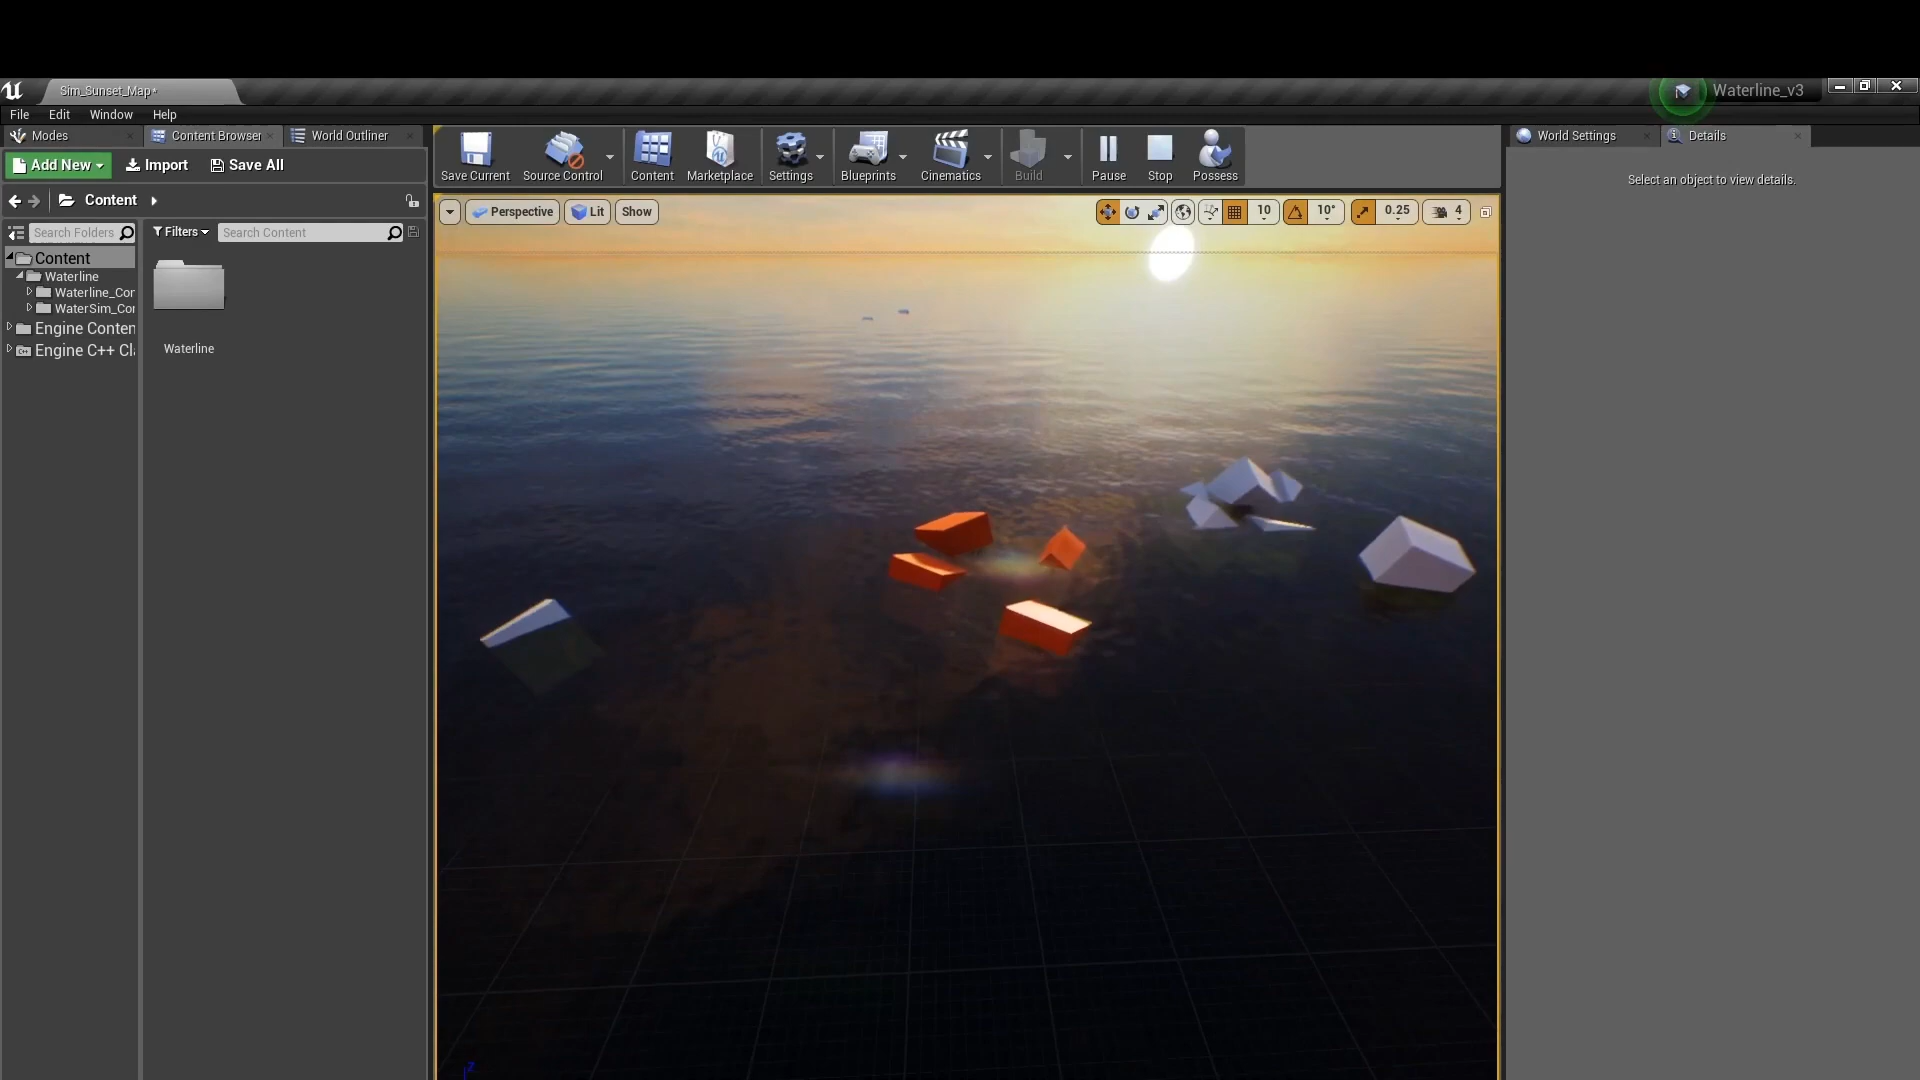 Sim_Sunset_Map*
Waterline_v3
File Edit Window Help
Modes Content Browser World Outliner
World Settings Details
Add New Import Save All
Save Current Source Control Content Marketplace Settings Blueprints Cinematics Build Pause Stop Possess
Select an object to view details.
Content
Perspective Lit Show 10 10° 0.25 4
Search Folders Filters Search Content
Content
Waterline
Waterline_Cor
WaterSim_Cor
Engine Conten
Engine C++ Cl
Waterline
Z